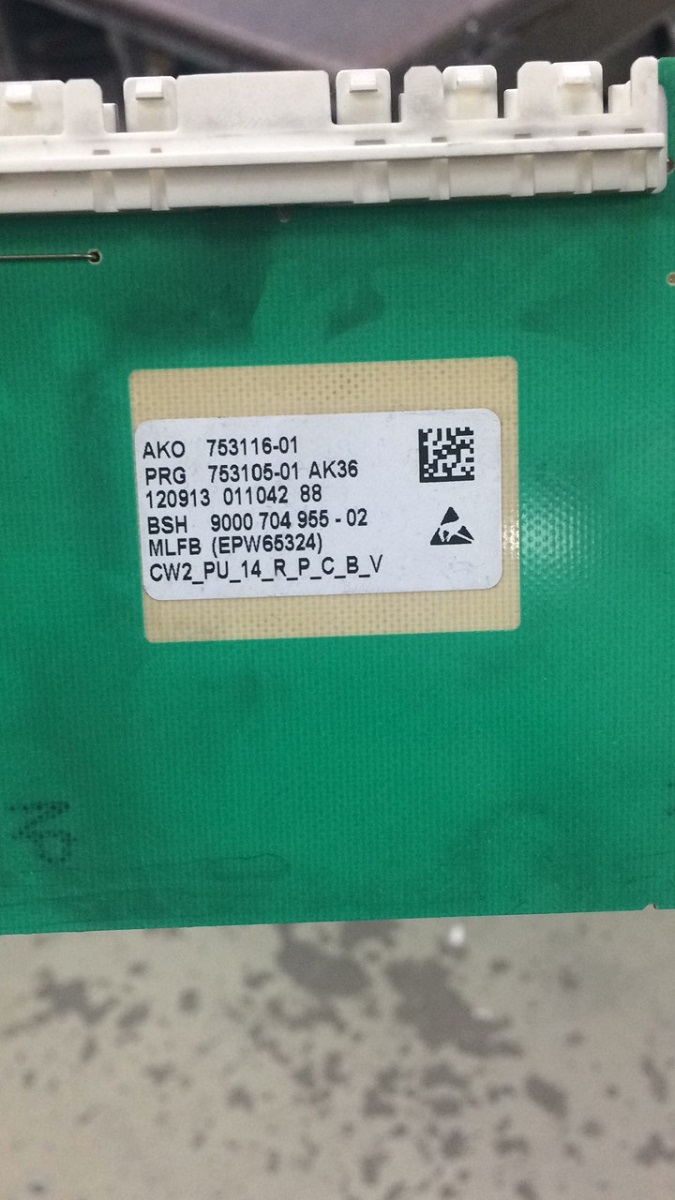 AKO 753116-01
PRG 753105-01 AK36
120913 011042 88
BSH 9000 704 955 - 02
MLFB (EPW65324)
CW2_PU_14_R_P_C_B_V